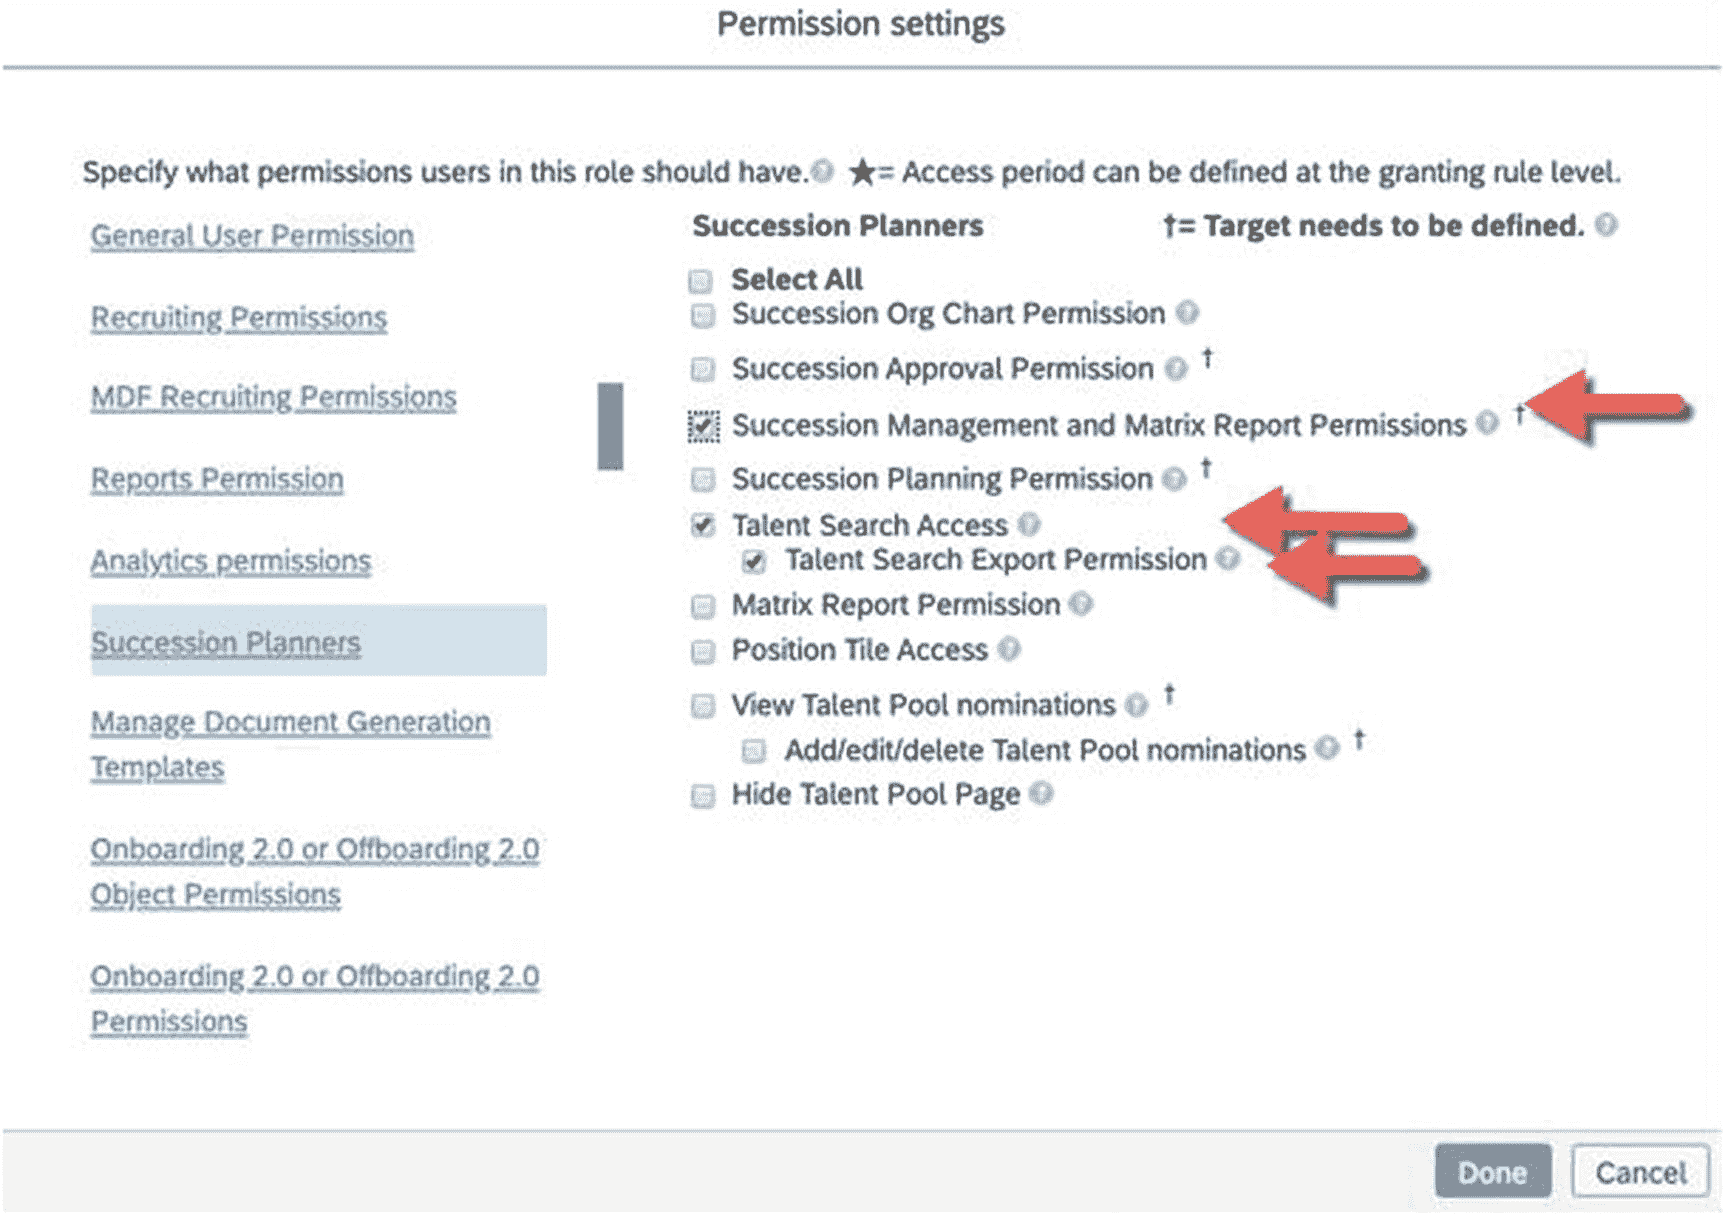 Permission settings
Specify what permissions users in this role should have. ★= Access period can be defined at the granting rule level.
General User Permission
Recruiting Permissions
MDF Recruiting Permissions
Reports Permission
Analytics permissions
Succession Planners
Manage Document Generation
Templates
Onboarding 2.0 or Offboarding 2.0
Object Permissions
Onboarding 2.0 or Offboarding 2.0
Permissions
Succession Planners
†= Target needs to be defined.
Select All
Succession Org Chart Permission
Succession Approval Permission †
Succession Management and Matrix Report Permissions †
Succession Planning Permission †
Talent Search Access
Talent Search Export Permission
Matrix Report Permission
Position Tile Access
View Talent Pool nominations †
Add/edit/delete Talent Pool nominations †
Hide Talent Pool Page
Done
Cancel